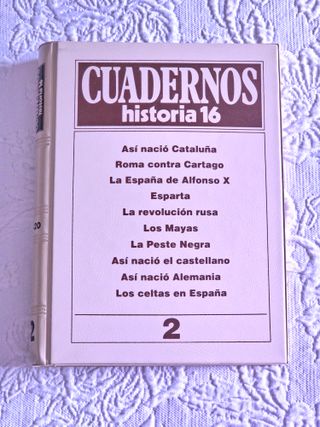 CUADERNOS
historia 16
Así nació Cataluña
Roma contra Cartago
La España de Alfonso X
Esparta
La revolución rusa
Los Mayas
La Peste Negra
Así nació el castellano
Así nació Alemania
Los celtas en España
2
2